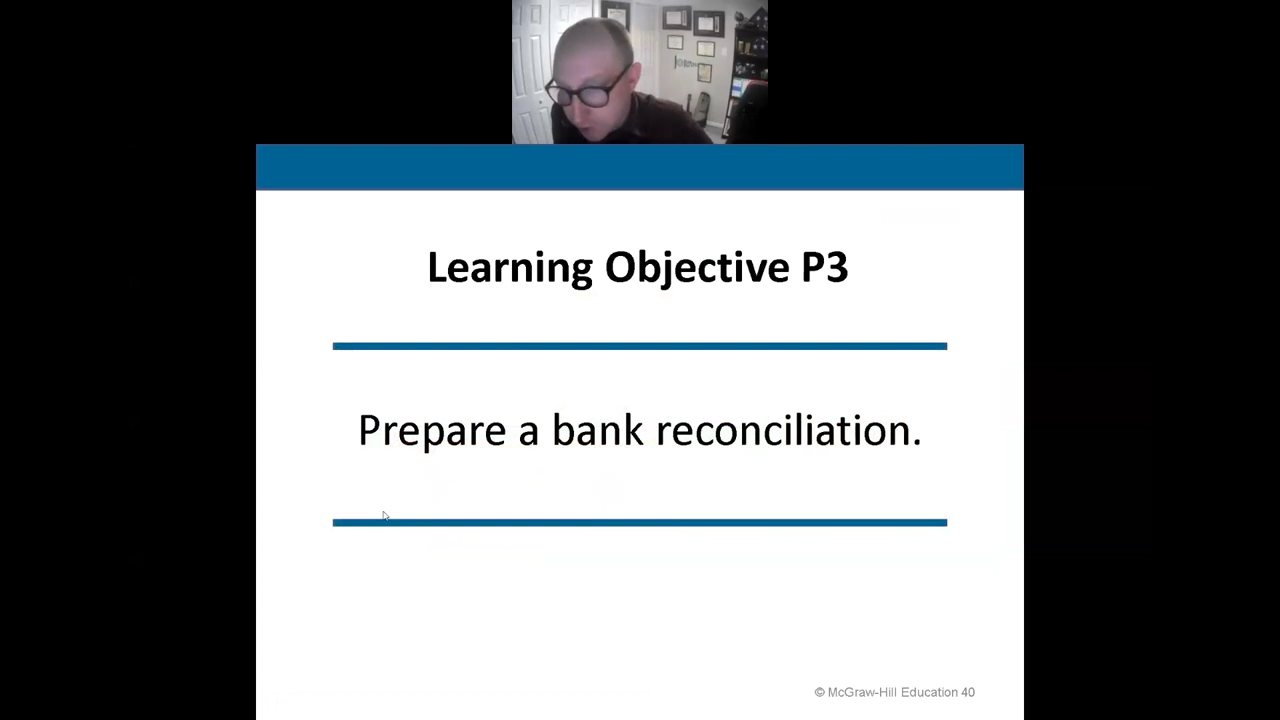 Learning Objective P3
Prepare a bank reconciliation.
© McGraw-Hill Education 40